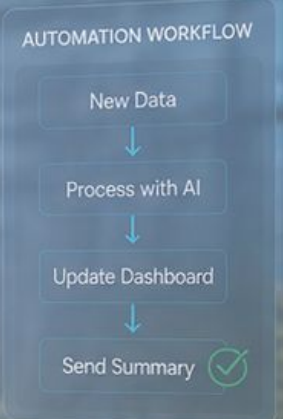 AUTOMATION WORKFLOW
New Data
Process with AI
Update Dashboard
Send Summary